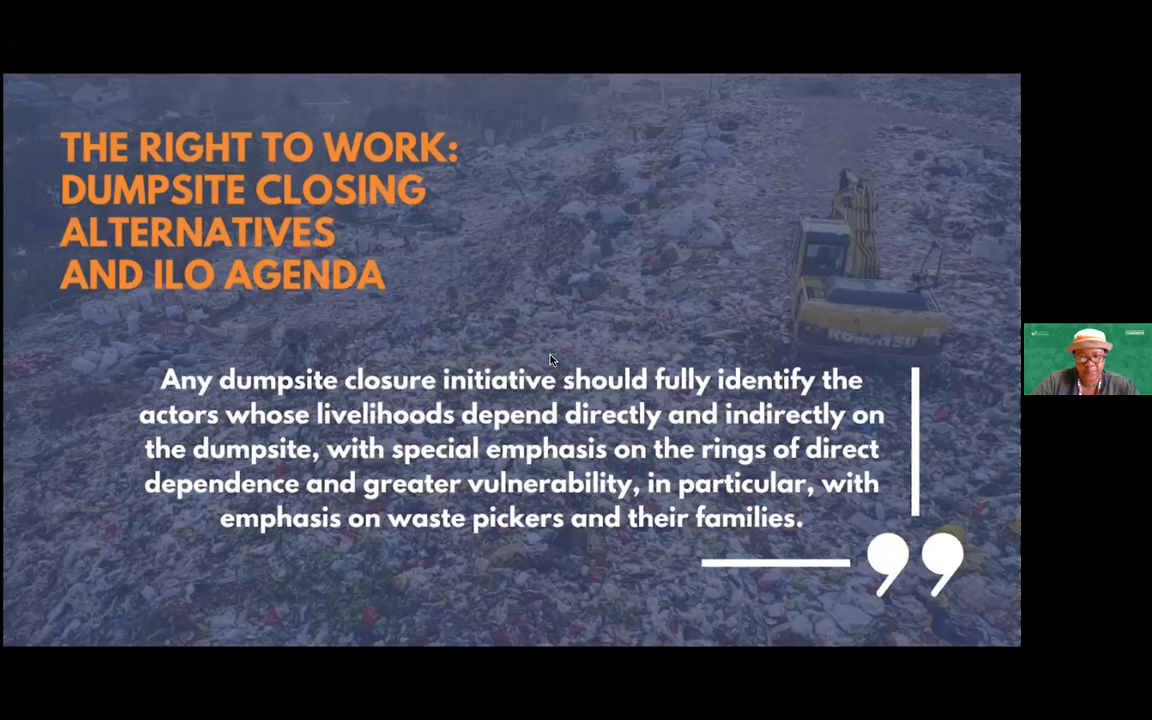 THE RIGHT TO WORK:
DUMPSITE CLOSING
ALTERNATIVES
AND ILO AGENDA
KOMATSU
Any dumpsite closure initiative should fully identify the
actors whose livelihoods depend directly and indirectly on
the dumpsite, with special emphasis on the rings of direct
dependence and greater vulnerability, in particular, with
emphasis on waste pickers and their families.